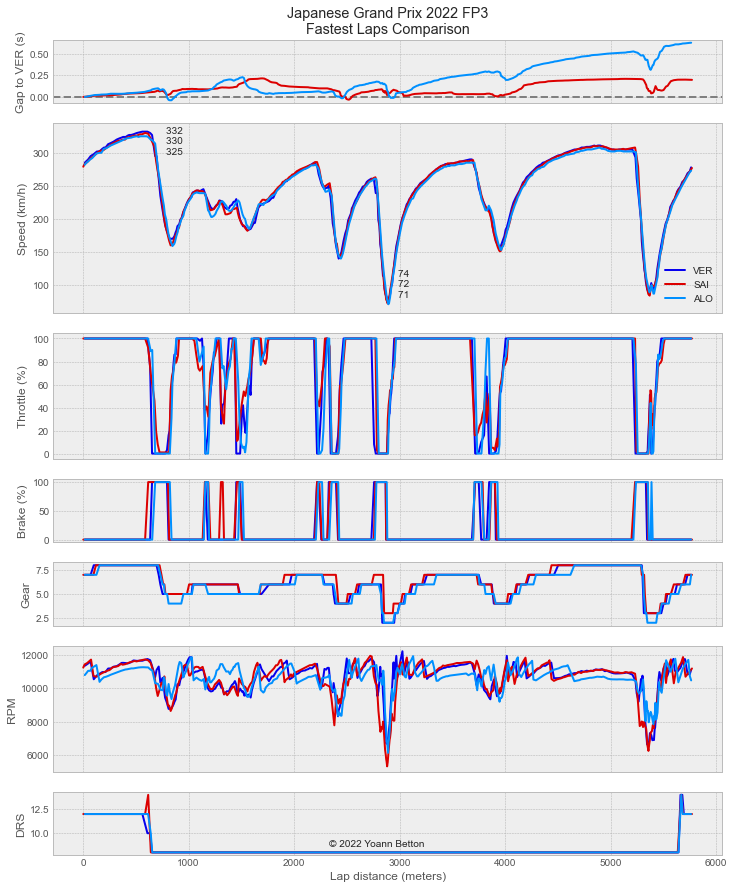 Japanese Grand Prix 2022 FP3
Fastest Laps Comparison
Gap to VER (s)
0.50
0.25
0.00
Speed (km/h)
300
250
200
150
100
332
330
325
74
72
71
VER
SAI
ALO
Throttle (%)
100
80
60
40
20
0
Brake (%)
100
50
0
Gear
7.5
5.0
2.5
RPM
12000
10000
8000
6000
DRS
12.5
10.0
© 2022 Yoann Betton
0 1000 2000 3000 4000 5000 6000
Lap distance (meters)